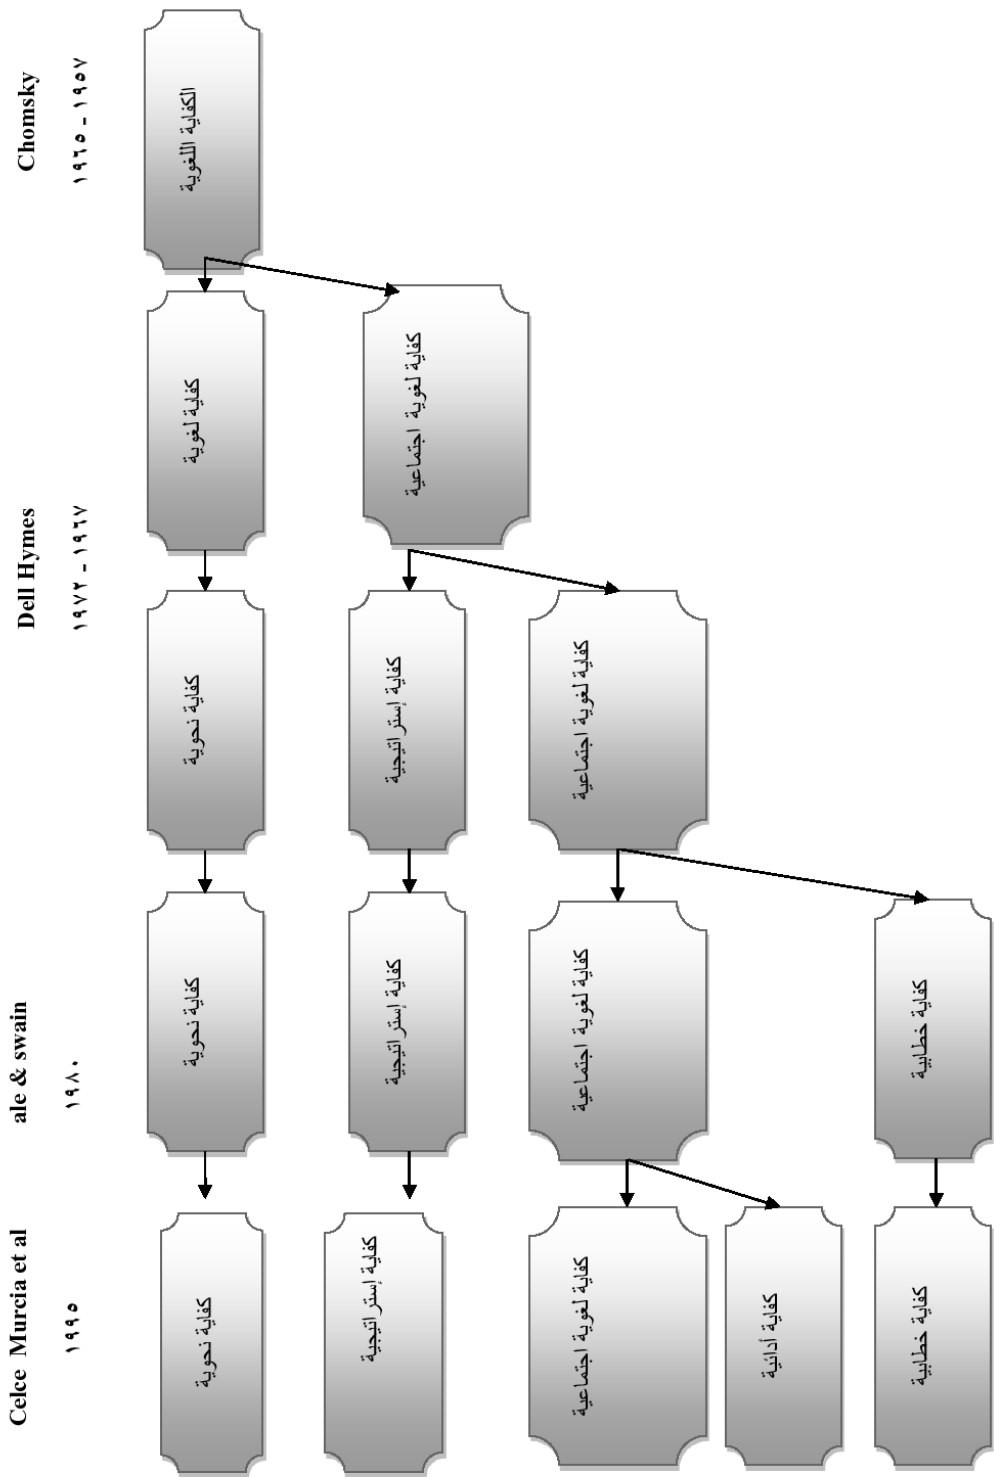 Chomsky
١٩٥٧ - ١٩٦٥
الكفاية اللغوية
كفاية لغوية
كفاية لغوية اجتماعية
Dell Hymes
١٩٦٧ - ١٩٧٢
كفاية نحوية
كفاية إستراتيجية
كفاية لغوية اجتماعية
ale & swain
١٩٨٠
كفاية نحوية
كفاية إستراتيجية
كفاية لغوية اجتماعية
كفاية خطابية
Celce Murcia et al
١٩٩٥
كفاية نحوية
كفاية إستراتيجية
كفاية لغوية اجتماعية
كفاية أدائية
كفاية خطابية